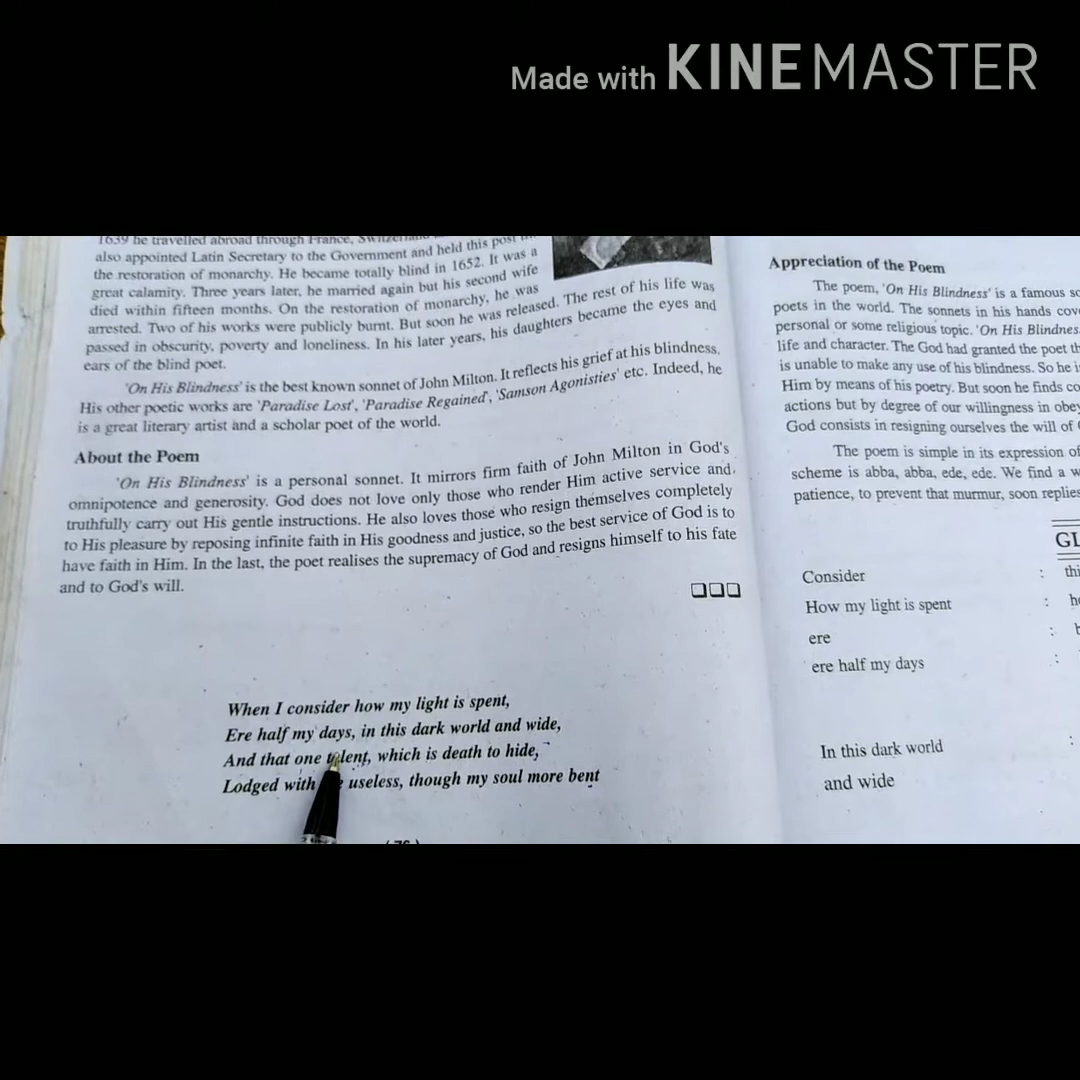 Made with KINEMASTER
1639 he travelled abroad through France,
also appointed Latin Secretary to the Government and held this post
the restoration of monarchy. He became totally blind in 1652. It was a
great calamity. Three years later, he married again but his second wife
died within fifteen months. On the restoration of monarchy, he was
arrested. Two of his works were publicly burnt. But soon he was released. The rest of his life was
passed in obscurity, poverty and loneliness. In his later years, his daughters became the eyes and
ears of the blind poet.
'On His Blindness' is the best known sonnet of John Milton. It reflects his grief at his blindness.
His other poetic works are 'Paradise Lost', 'Paradise Regained', 'Samson Agonisties' etc. Indeed, he
is a great literary artist and a scholar poet of the world.
About the Poem
'On His Blindness' is a personal sonnet. It mirrors firm faith of John Milton in God's
omnipotence and generosity. God does not love only those who render Him active service and
truthfully carry out His gentle instructions. He also loves those who resign themselves completely
to His pleasure by reposing infinite faith in His goodness and justice, so the best service of God is to
have faith in Him. In the last, the poet realises the supremacy of God and resigns himself to his fate
and to God's will.
When I consider how my light is spent,
Ere half my days, in this dark world and wide,
And that one talent, which is death to hide,
Lodged with useless, though my soul more bent
Appreciation of the Poem
The poem, 'On His Blindness' is a famous
poets in the world. The sonnets in his hands
personal or some religious topic. 'On His
life and character. The God had granted the poet
is unable to make any use of his blindness. So he
Him by means of his poetry. But soon he finds
actions but by degree of our willingness in
God consists in resigning ourselves the will of
The poem is simple in its expression of
scheme is abba, abba, ede, ede. We find a
patience, to prevent that murmur, soon replies
Consider :
How my light is spent :
ere :
ere half my days :
In this dark world :
and wide